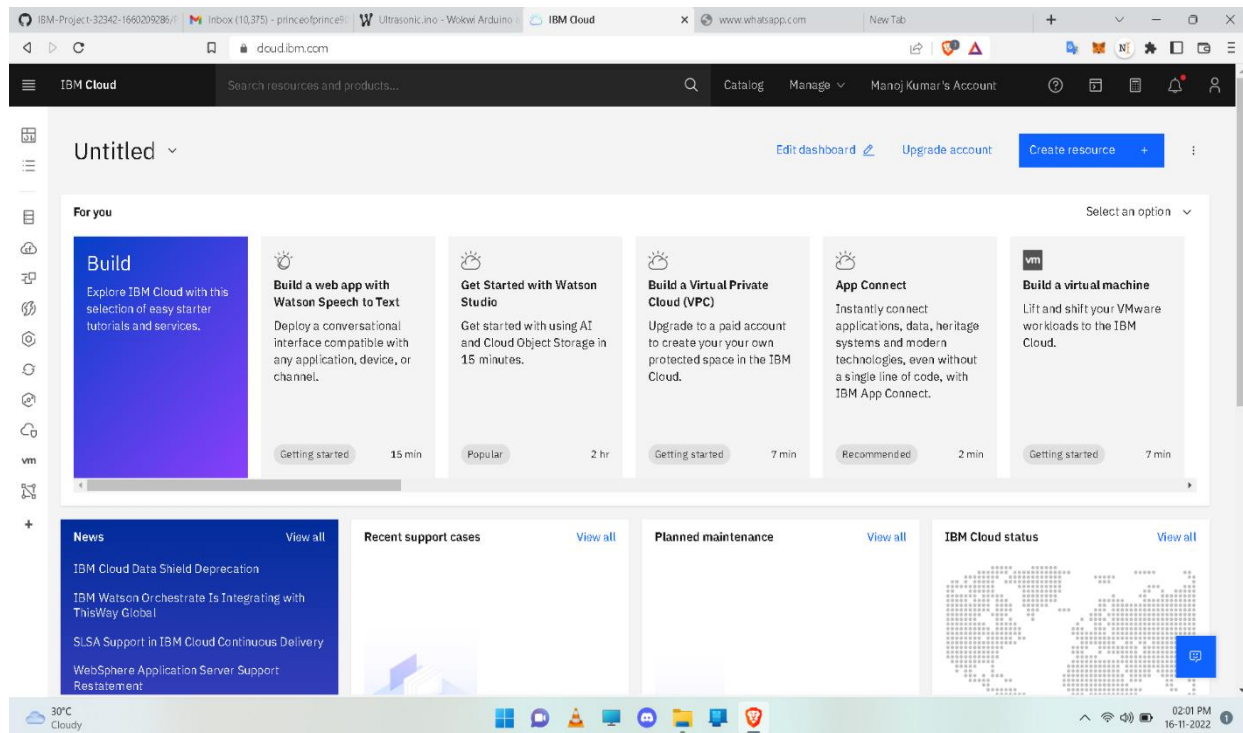 IBM-Project-32342-1660209286/
Inbox (10,375) - princeofprince9
Ultrasonic.ino - Wokwi Arduino
IBM Cloud
www.whatsapp.com
New Tab
cloud.ibm.com
IBM Cloud
Search resources and products...
Catalog
Manage
Manoj Kumar's Account
Untitled
Edit dashboard
Upgrade account
Create resource +
For you
Select an option
Build
Explore IBM Cloud with this
selection of easy starter
tutorials and services.
Build a web app with
Watson Speech to Text
Deploy a conversational
interface compatible with
any application, device, or
channel.
Getting started
15 min
Get Started with Watson
Studio
Get started with using AI
and Cloud Object Storage in
15 minutes.
Popular
2 hr
Build a Virtual Private
Cloud (VPC)
Upgrade to a paid account
to create your your own
protected space in the IBM
Cloud.
Getting started
7 min
App Connect
Instantly connect
applications, data, heritage
systems and modern
technologies, even without
a single line of code, with
IBM App Connect.
Recommended
2 min
vm
Build a virtual machine
Lift and shift your VMware
workloads to the IBM
Cloud.
Getting started
7 min
vm
News
View all
IBM Cloud Data Shield Deprecation
IBM Watson Orchestrate Is Integrating with
ThisWay Global
SLSA Support in IBM Cloud Continuous Delivery
WebSphere Application Server Support
Restatement
Recent support cases
View all
Planned maintenance
View all
IBM Cloud status
View all
30°C
Cloudy
02:01 PM
16-11-2022
1